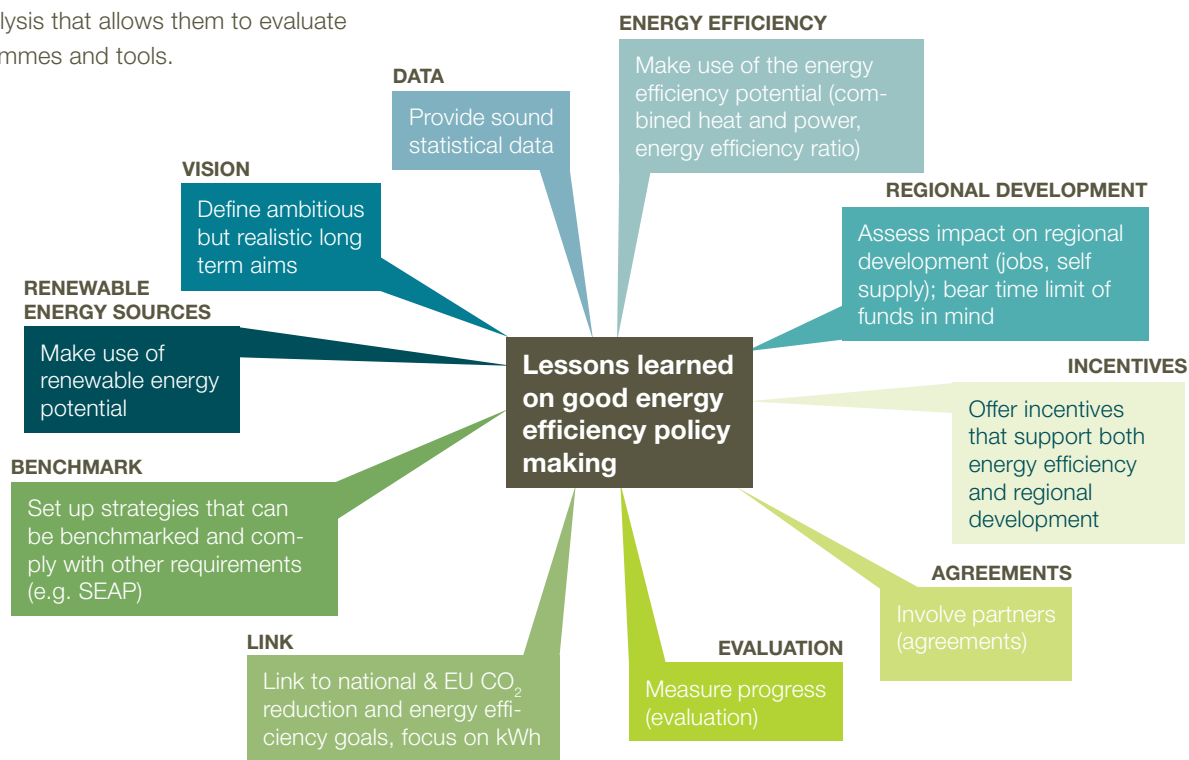 lysis that allows them to evaluate
mmes and tools.
ENERGY EFFICIENCY
Make use of the energy
efficiency potential (com-
bined heat and power,
energy efficiency ratio)
DATA
Provide sound
statistical data
VISION
Define ambitious
but realistic long
term aims
REGIONAL DEVELOPMENT
Assess impact on regional
development (jobs, self
supply); bear time limit of
funds in mind
RENEWABLE
ENERGY SOURCES
Make use of
renewable energy
potential
Lessons learned
on good energy
efficiency policy
making
INCENTIVES
Offer incentives
that support both
energy efficiency
and regional
development
BENCHMARK
Set up strategies that can
be benchmarked and com-
ply with other requirements
(e.g. SEAP)
AGREEMENTS
Involve partners
(agreements)
LINK
Link to national & EU CO₂
reduction and energy effi-
ciency goals, focus on kWh
EVALUATION
Measure progress
(evaluation)